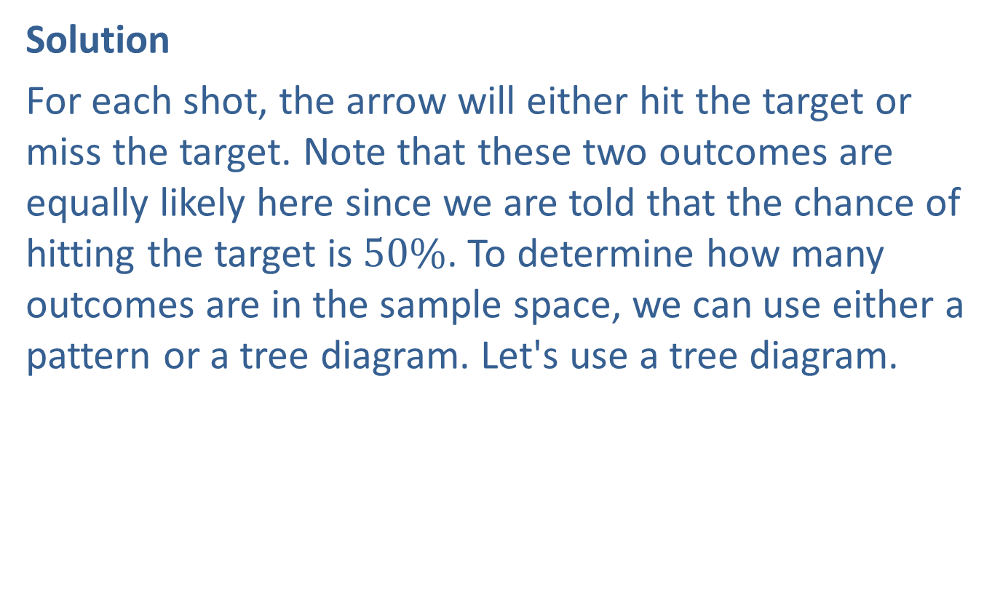 Solution
For each shot, the arrow will either hit the target or
miss the target. Note that these two outcomes are
equally likely here since we are told that the chance of
hitting the target is 50%. To determine how many
outcomes are in the sample space, we can use either a
pattern or a tree diagram. Let's use a tree diagram.